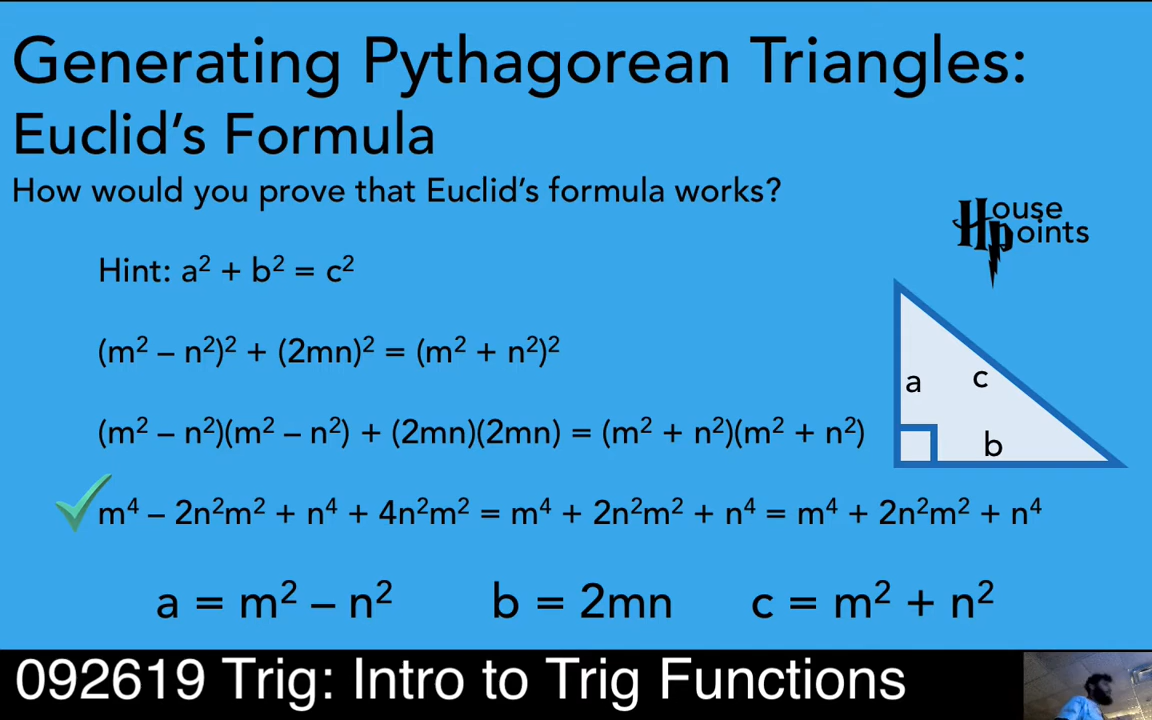 Generating Pythagorean Triangles:
Euclid's Formula
How would you prove that Euclid's formula works?
House Points
Hint: a² + b² = c²
(m² – n²)² + (2mn)² = (m² + n²)²
(m² – n²)(m² – n²) + (2mn)(2mn) = (m² + n²)(m² + n²)
m⁴ – 2n²m² + n⁴ + 4n²m² = m⁴ + 2n²m² + n⁴ = m⁴ + 2n²m² + n⁴
a
c
b
a = m² – n² b = 2mn c = m² + n²
092619 Trig: Intro to Trig Functions